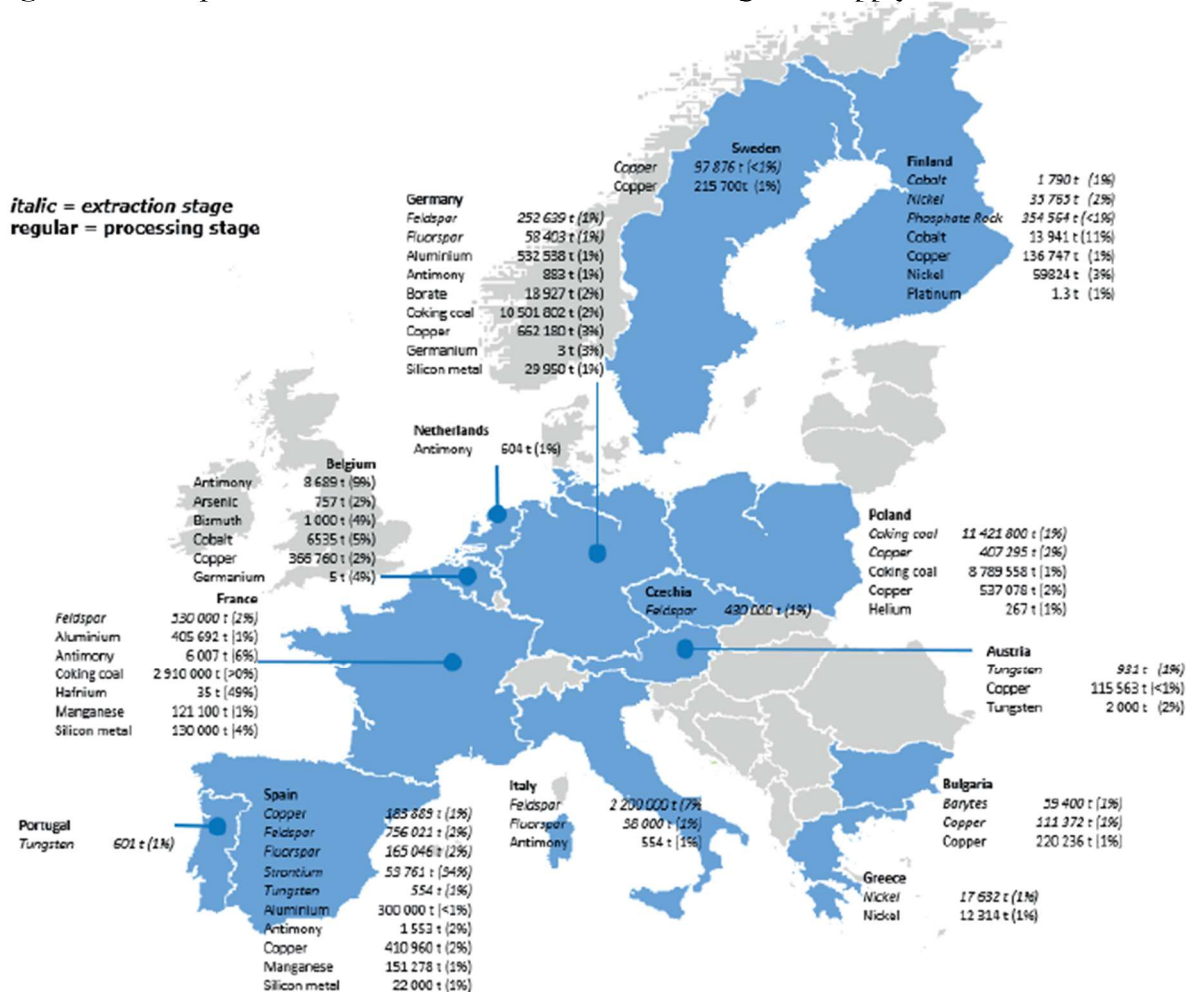 italic = extraction stage
regular = processing stage
Sweden
Copper 97 876 t (<1%)
Copper 215 700t (1%)
Finland
Cobalt 1 790 t (1%)
Nickel 35 765 t (2%)
Phosphate Rock 354 564 t (<1%)
Cobalt 13 941 t (11%)
Copper 136 747 t (1%)
Nickel 59824 t (3%)
Platinum 1.3 t (1%)
Germany
Feldspar 252 639 t (1%)
Fluorspar 58 403 t (1%)
Aluminium 532 538 t (1%)
Antimony 883 t (1%)
Borate 18 927 t (2%)
Coking coal 10 501 802 t (2%)
Copper 662 180 t (3%)
Germanium 3 t (3%)
Silicon metal 29 950 t (1%)
Netherlands
Antimony 604 t (1%)
Belgium
Antimony 8 689 t (9%)
Arsenic 757 t (2%)
Bismuth 1 000 t (4%)
Cobalt 6535 t (5%)
Copper 366 760 t (2%)
Germanium 5 t (4%)
Poland
Coking coal 11 421 800 t (1%)
Copper 407 295 t (2%)
Coking coal 8 789 558 t (1%)
Copper 537 078 t (2%)
Helium 267 t (1%)
Czechia
Feldspar 430 000 t (1%)
France
Feldspar 530 000 t (2%)
Aluminium 405 692 t (1%)
Antimony 6 007 t (6%)
Coking coal 2 910 000 t (>0%)
Hafnium 35 t (49%)
Manganese 121 100 t (1%)
Silicon metal 130 000 t (4%)
Austria
Tungsten 931 t (1%)
Copper 115 563 t (<1%)
Tungsten 2 000 t (2%)
Portugal
Tungsten 601 t (1%)
Spain
Copper 183 889 t (1%)
Feldspar 756 021 t (2%)
Fluorspar 165 046 t (2%)
Strontium 53 761 t (34%)
Tungsten 554 t (1%)
Aluminium 300 000 t (<1%)
Antimony 1 553 t (2%)
Copper 410 960 t (2%)
Manganese 151 278 t (1%)
Silicon metal 22 000 t (1%)
Italy
Feldspar 2 200 000 t (7%
Fluorspar 38 000 t (1%)
Antimony 554 t (1%)
Bulgaria
Barytes 59 400 t (1%)
Copper 111 372 t (1%)
Copper 220 236 t (1%)
Greece
Nickel 17 632 t (1%)
Nickel 12 314 t (1%)